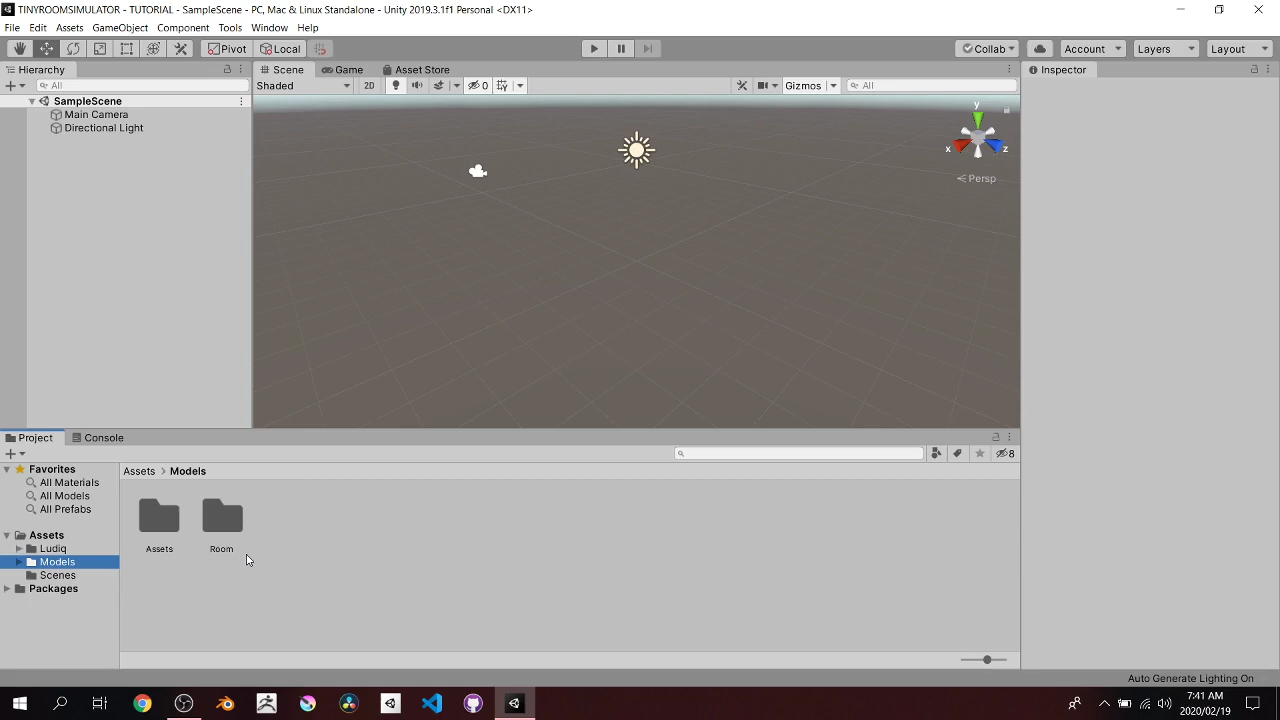 TINYROOMSIMULATOR - TUTORIAL - SampleScene - PC, Mac & Linux Standalone - Unity 2019.3.1f1 Personal <DX11>
File Edit Assets GameObject Component Tools Window Help
Pivot Local Collab Account Layers Layout
Hierarchy Scene Game Asset Store Inspector
All Shaded 2D 0 Gizmos All
SampleScene
Main Camera
Directional Light
y
x z
Persp
Project Console
8
Favorites
All Materials
All Models
All Prefabs
Assets
Ludiq
Models
Scenes
Packages
Assets > Models
Assets Room
Auto Generate Lighting On
7:41 AM
2020/02/19